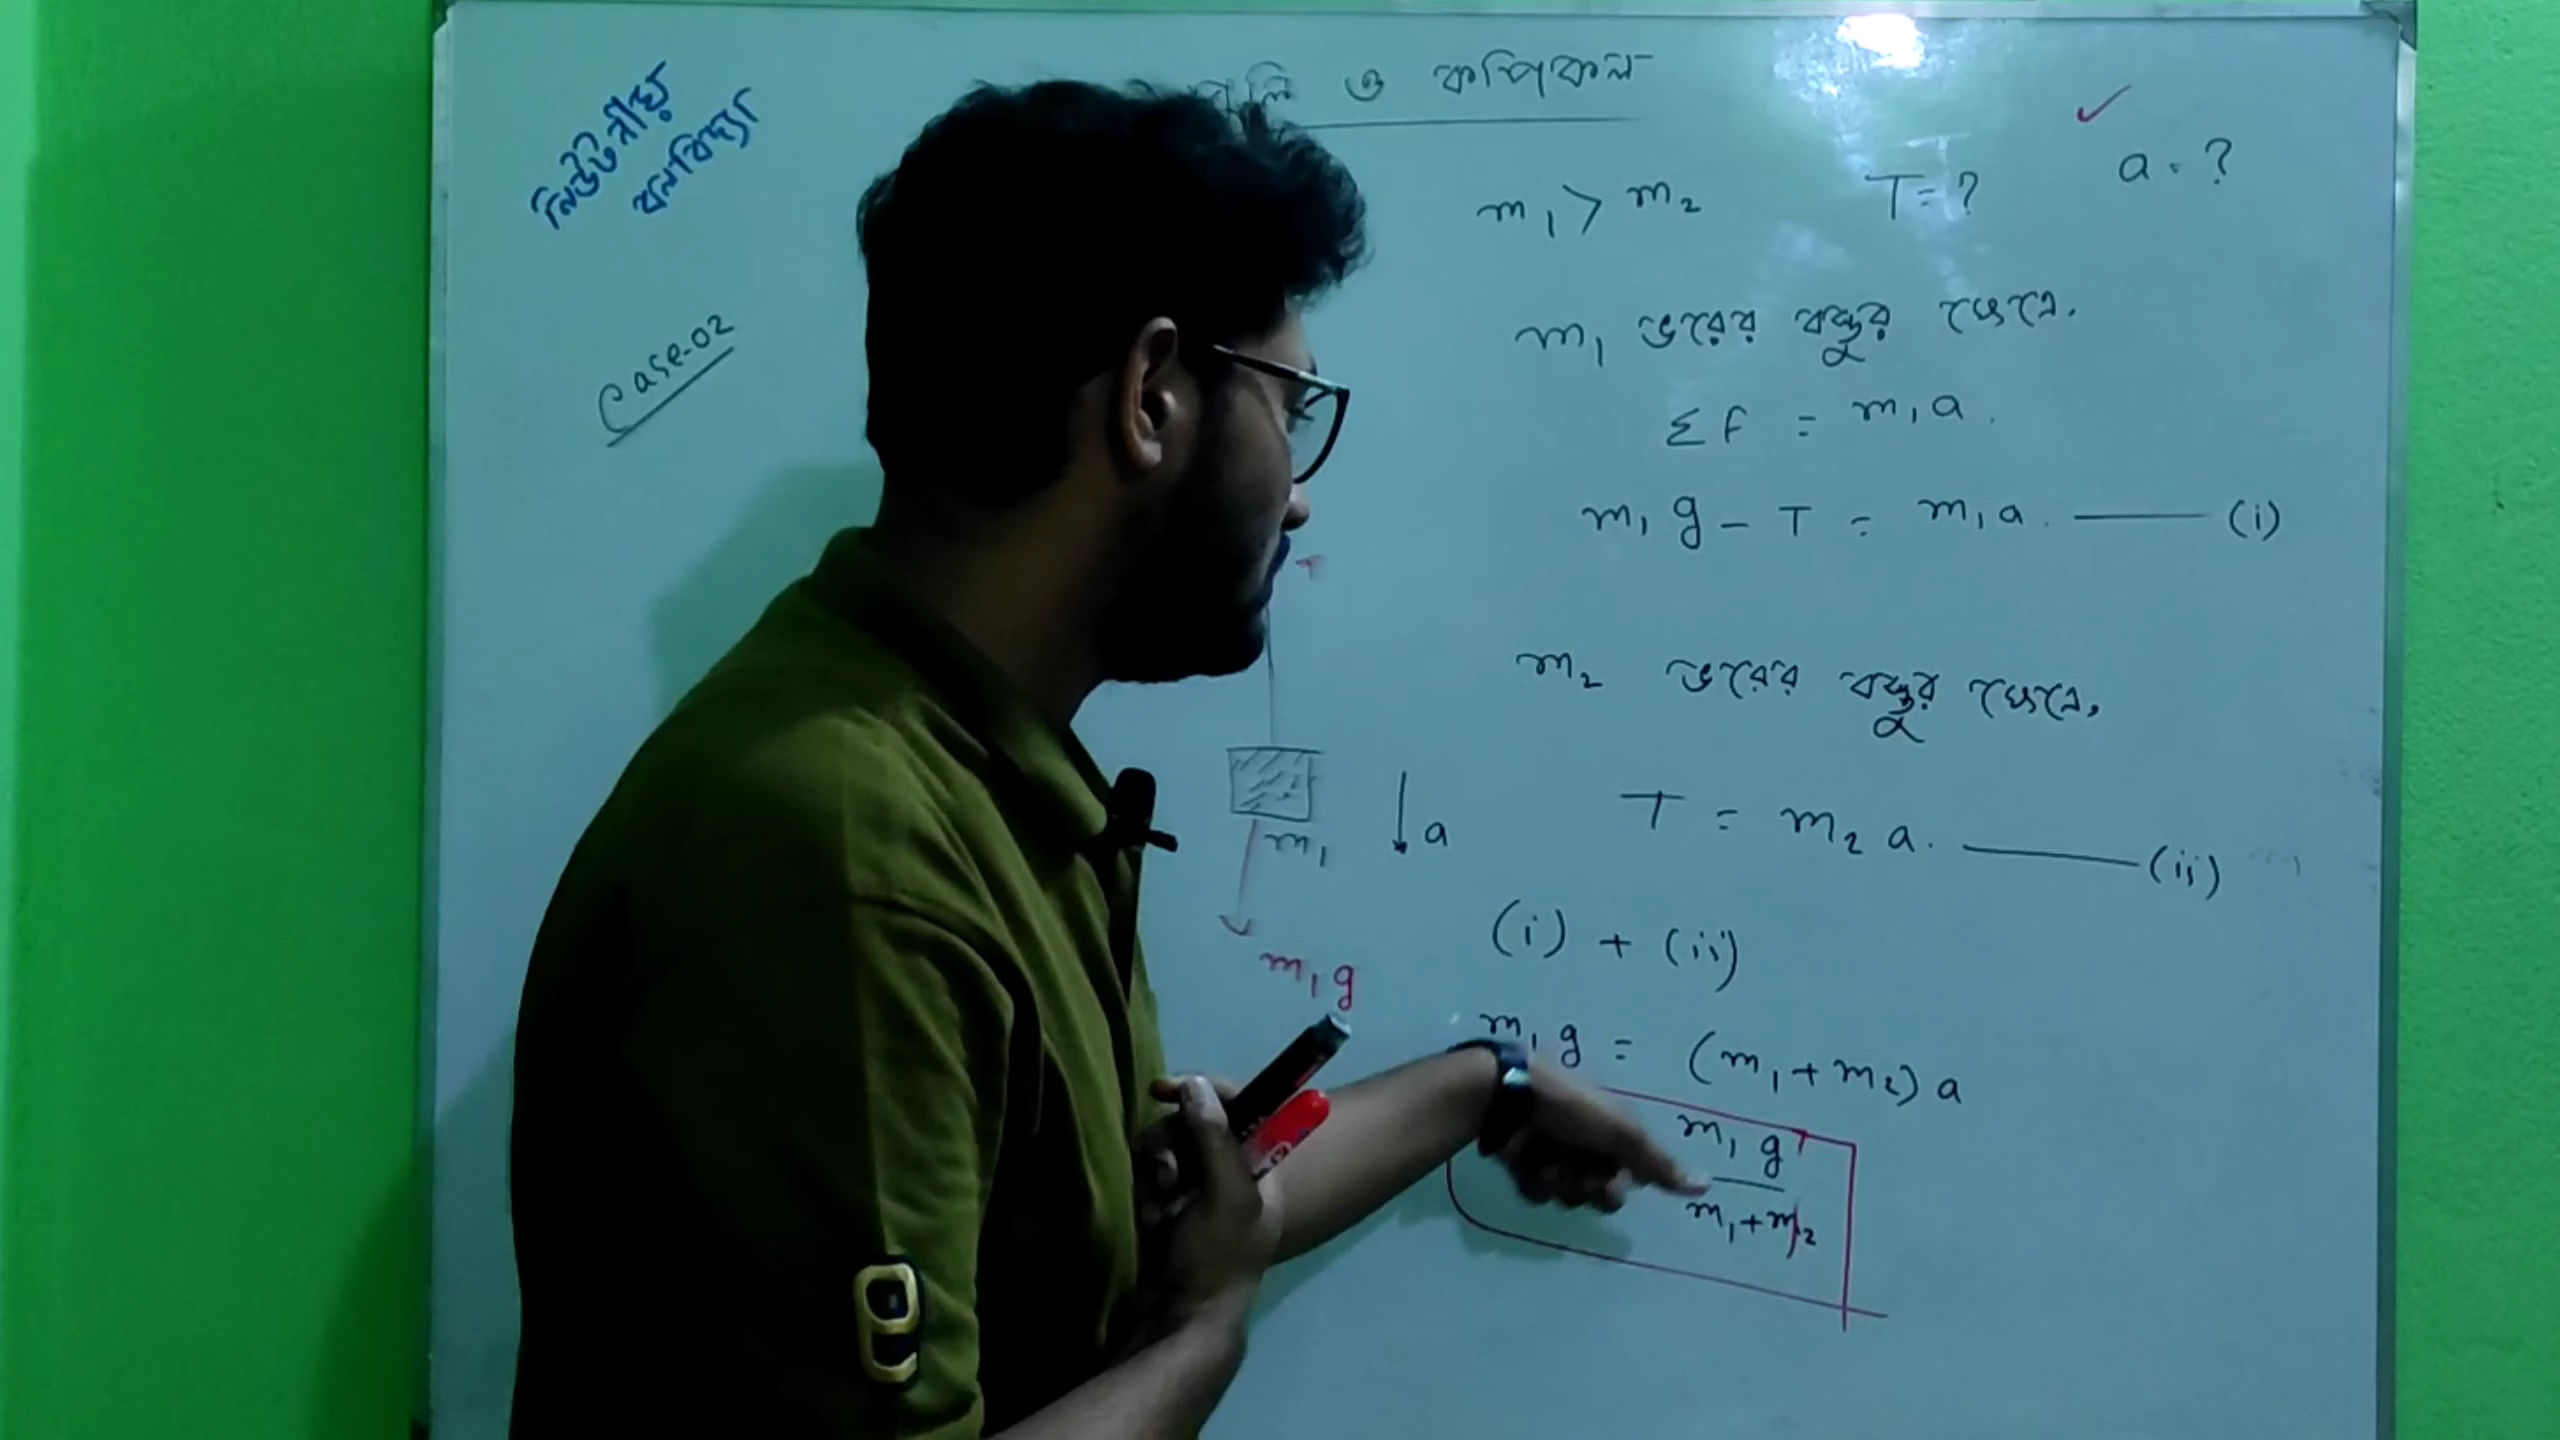 ও কপিকল
নিউটনীয়
বলবিদ্যা
m₁ > m₂ T = ? a = ?
Case-02
m₁ ভরের বস্তুর ক্ষেত্রে,
ΣF = m₁a.
m₁g - T = m₁a. —— (i)
T
m₂ ভরের বস্তুর ক্ষেত্রে,
T = m₂a. —— (ii)
m₁ a
(i) + (ii)
m₁g
m₁g = (m₁+m₂)a
m₁g
m₁+m₂